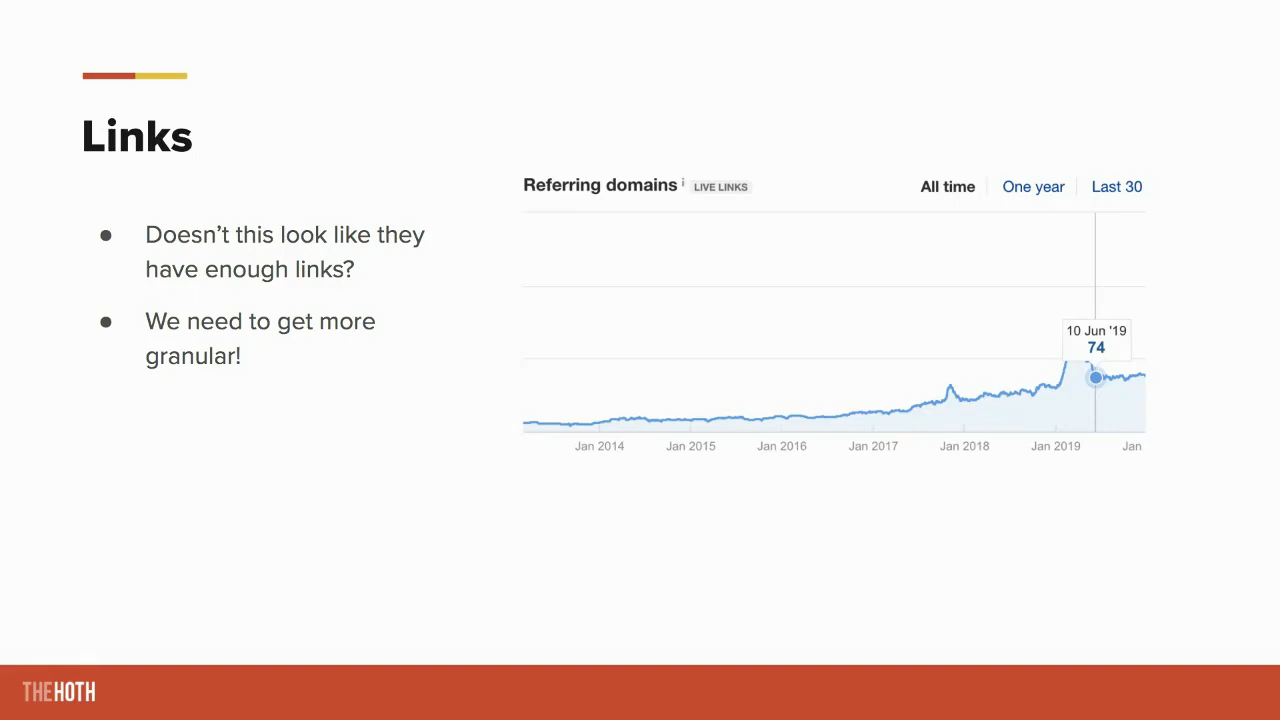 Links
● Doesn’t this look like they
have enough links?
● We need to get more
granular!
Referring domains i LIVE LINKS
All time One year Last 30
10 Jun '19
74
Jan 2014 Jan 2015 Jan 2016 Jan 2017 Jan 2018 Jan 2019 Jan
THEHOTH